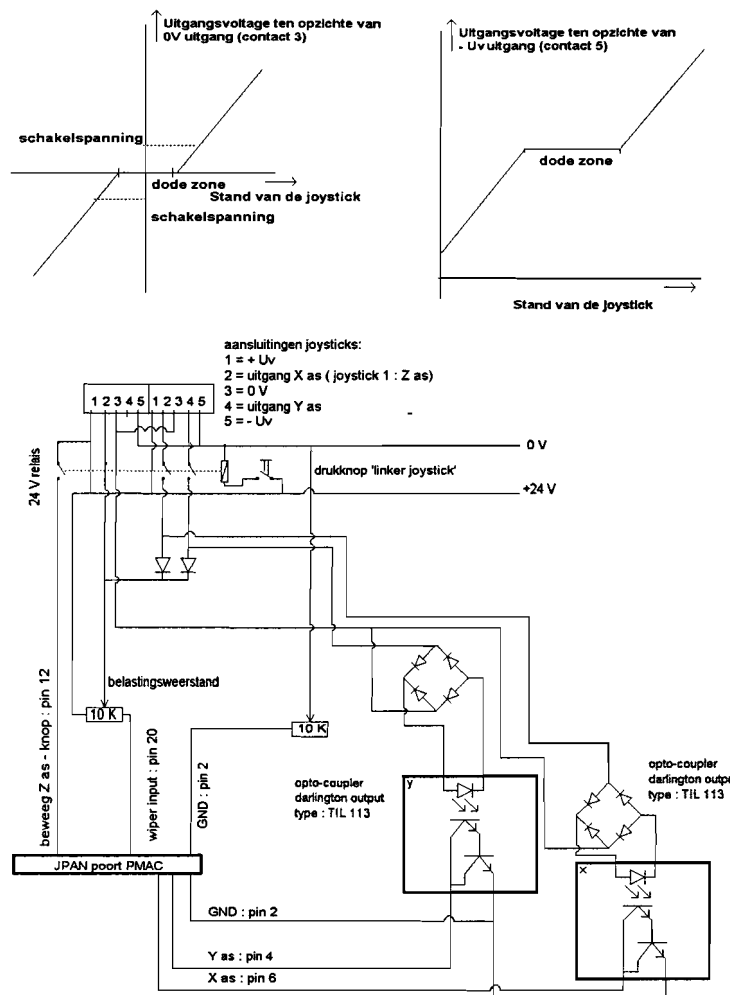 Uitgangsvoltage ten opzichte van
0V uitgang (contact 3)
schakelspanning
dode zone
Stand van de joystick
schakelspanning
Uitgangsvoltage ten opzichte van
- Uv uitgang (contact 5)
dode zone
Stand van de joystick
aansluitingen joysticks:
1 = + Uv
2 = uitgang X as ( joystick 1 : Z as)
3 = 0 V
4 = uitgang Y as
5 = - Uv
1 2 3 4 5 1 2 3 4 5
0 V
24 V relais
drukknop 'linker joystick'
+24 V
belastingsweerstand
10 K
10 K
beweeg Z as - knop : pin 12
wiper input : pin 20
GND : pin 2
opto-coupler
darlington output
type : TIL 113
y
opto-coupler
darlington outpu
type : TIL 113
x
JPAN poort PMAC
GND : pin 2
Y as : pin 4
X as : pin 6